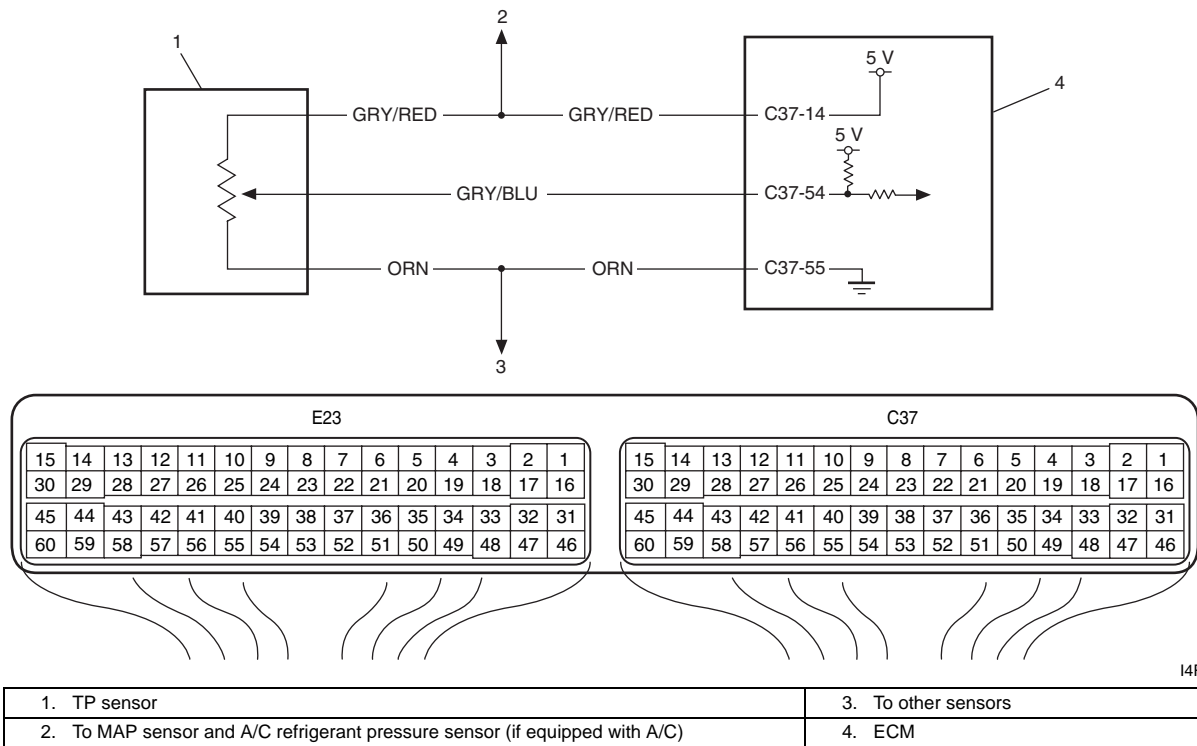 2
1
5 V
4
GRY/RED GRY/RED C37-14
5 V
GRY/BLU C37-54
ORN ORN C37-55
3
E23 C37
15 14 13 12 11 10 9 8 7 6 5 4 3 2 1 15 14 13 12 11 10 9 8 7 6 5 4 3 2 1
30 29 28 27 26 25 24 23 22 21 20 19 18 17 16 30 29 28 27 26 25 24 23 22 21 20 19 18 17 16
45 44 43 42 41 40 39 38 37 36 35 34 33 32 31 45 44 43 42 41 40 39 38 37 36 35 34 33 32 31
60 59 58 57 56 55 54 53 52 51 50 49 48 47 46 60 59 58 57 56 55 54 53 52 51 50 49 48 47 46
1. TP sensor 3. To other sensors
2. To MAP sensor and A/C refrigerant pressure sensor (if equipped with A/C) 4. ECM